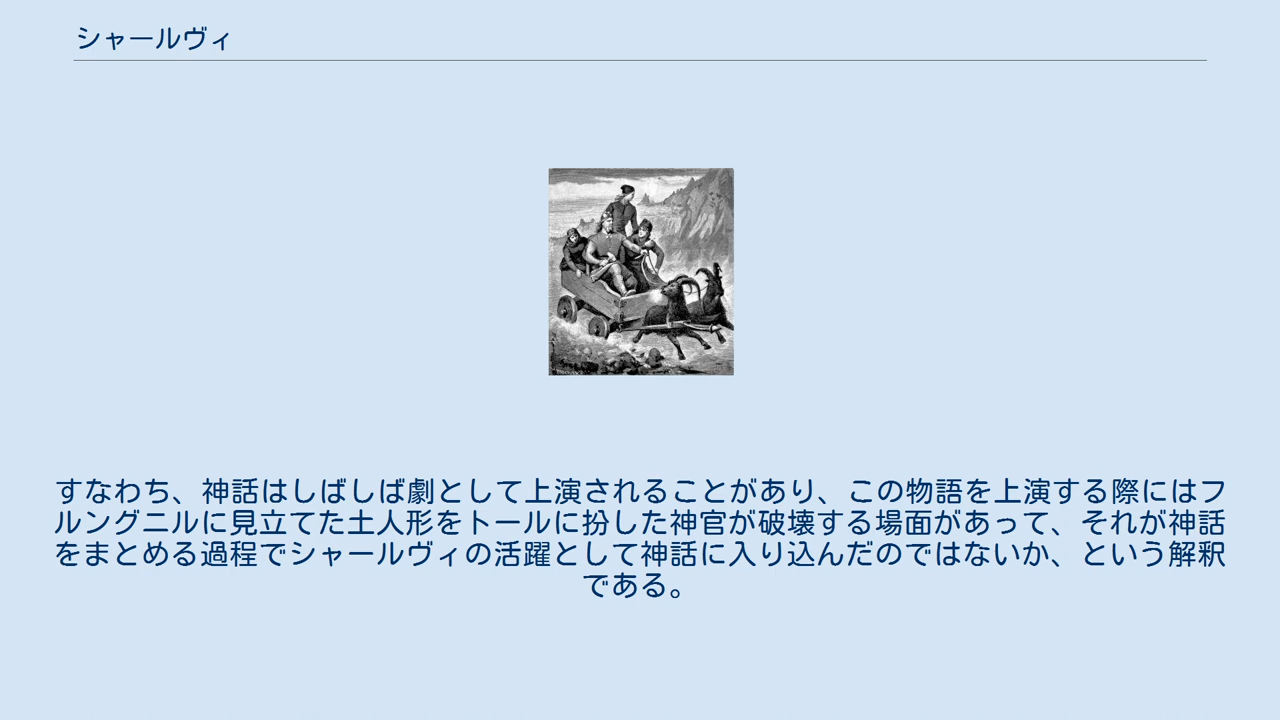 シャールヴィ
すなわち、神話はしばしば劇として上演されることがあり、この物語を上演する際にはフ
ルングニルに見立てた土人形をトールに扮した神官が破壊する場面があって、それが神話
をまとめる過程でシャールヴィの活躍として神話に入り込んだのではないか、という解釈
である。